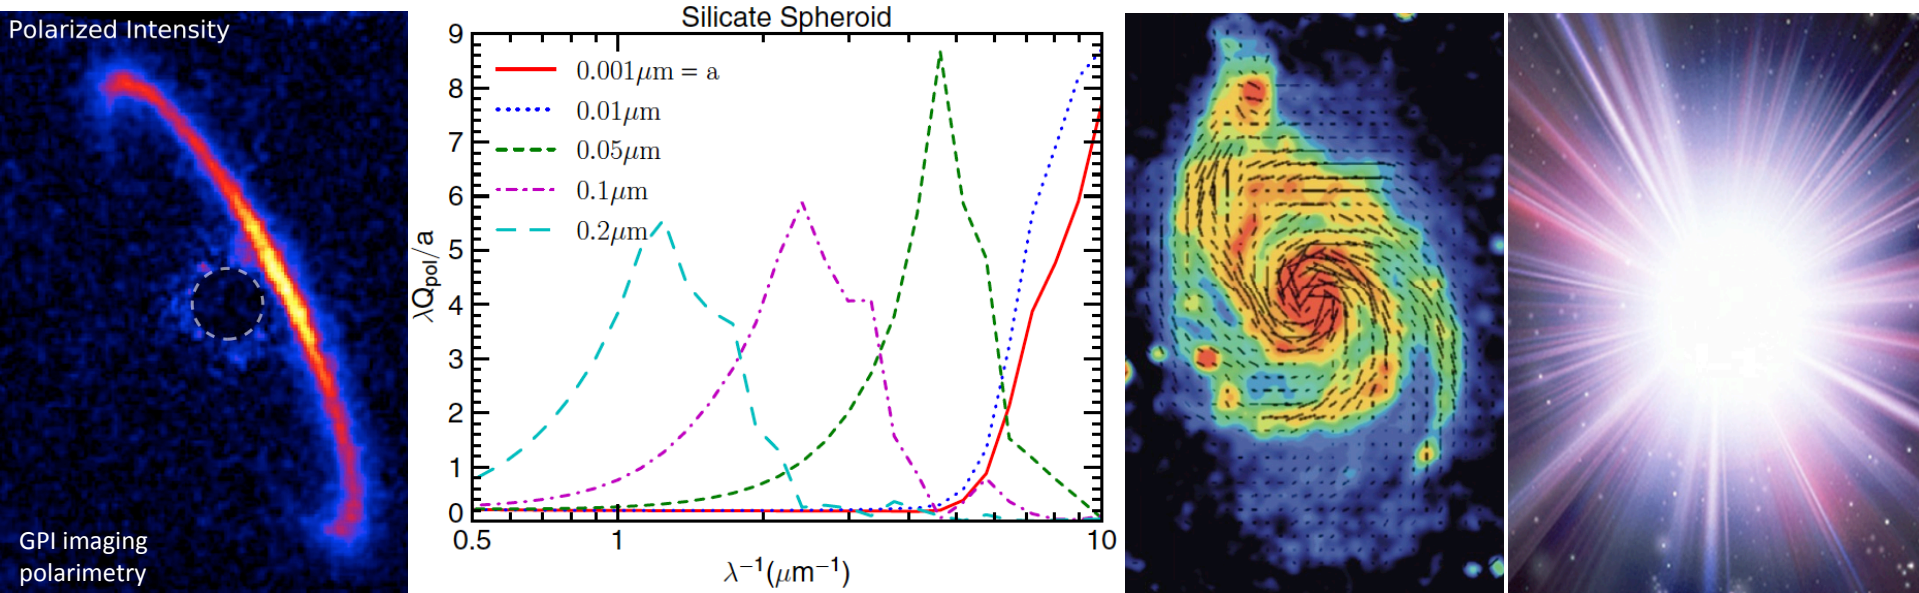 Polarized Intensity
GPI imaging
polarimetry
Silicate Spheroid
9
8
7
6
5
4
3
2
1
0
λQpol/a
0.001μm = a
0.01μm
0.05μm
0.1μm
0.2μm
0.5
1
10
λ⁻¹(μm⁻¹)